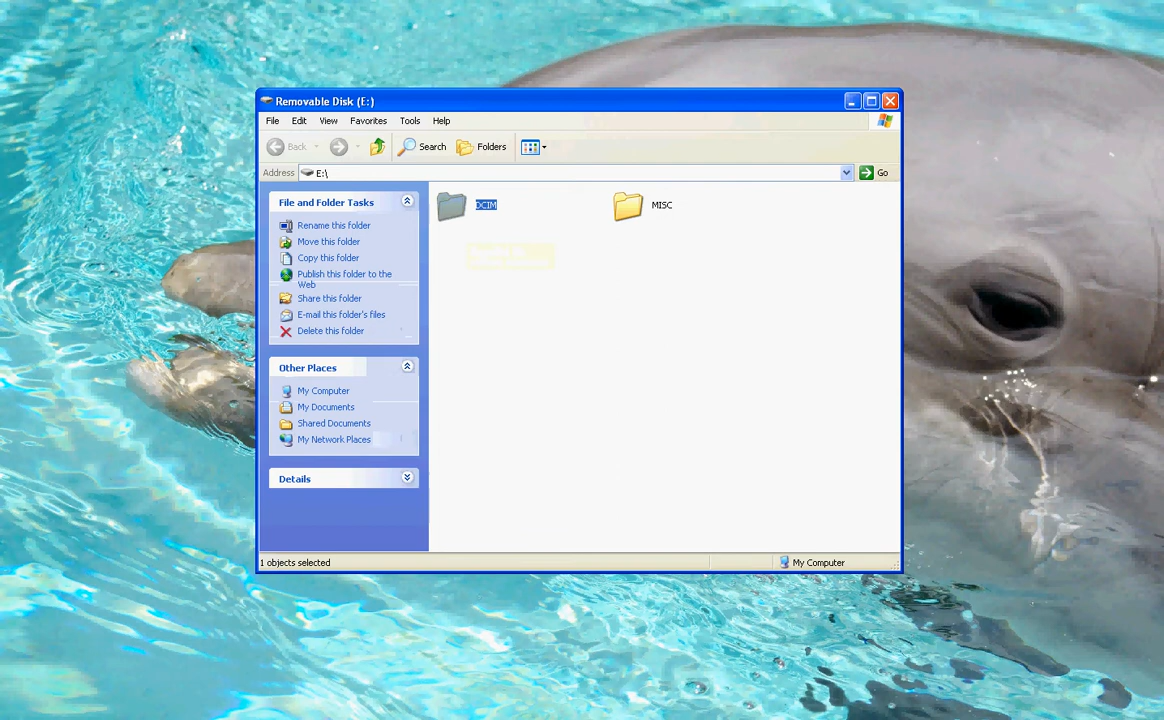 Removable Disk (E:)
File Edit View Favorites Tools Help
Back Search Folders
Address E:\ Go
File and Folder Tasks
Rename this folder
Move this folder
Copy this folder
Publish this folder to the
Web
Share this folder
E-mail this folder's files
Delete this folder
Other Places
My Computer
My Documents
Shared Documents
My Network Places
Details
DCIM MISC
1 objects selected My Computer